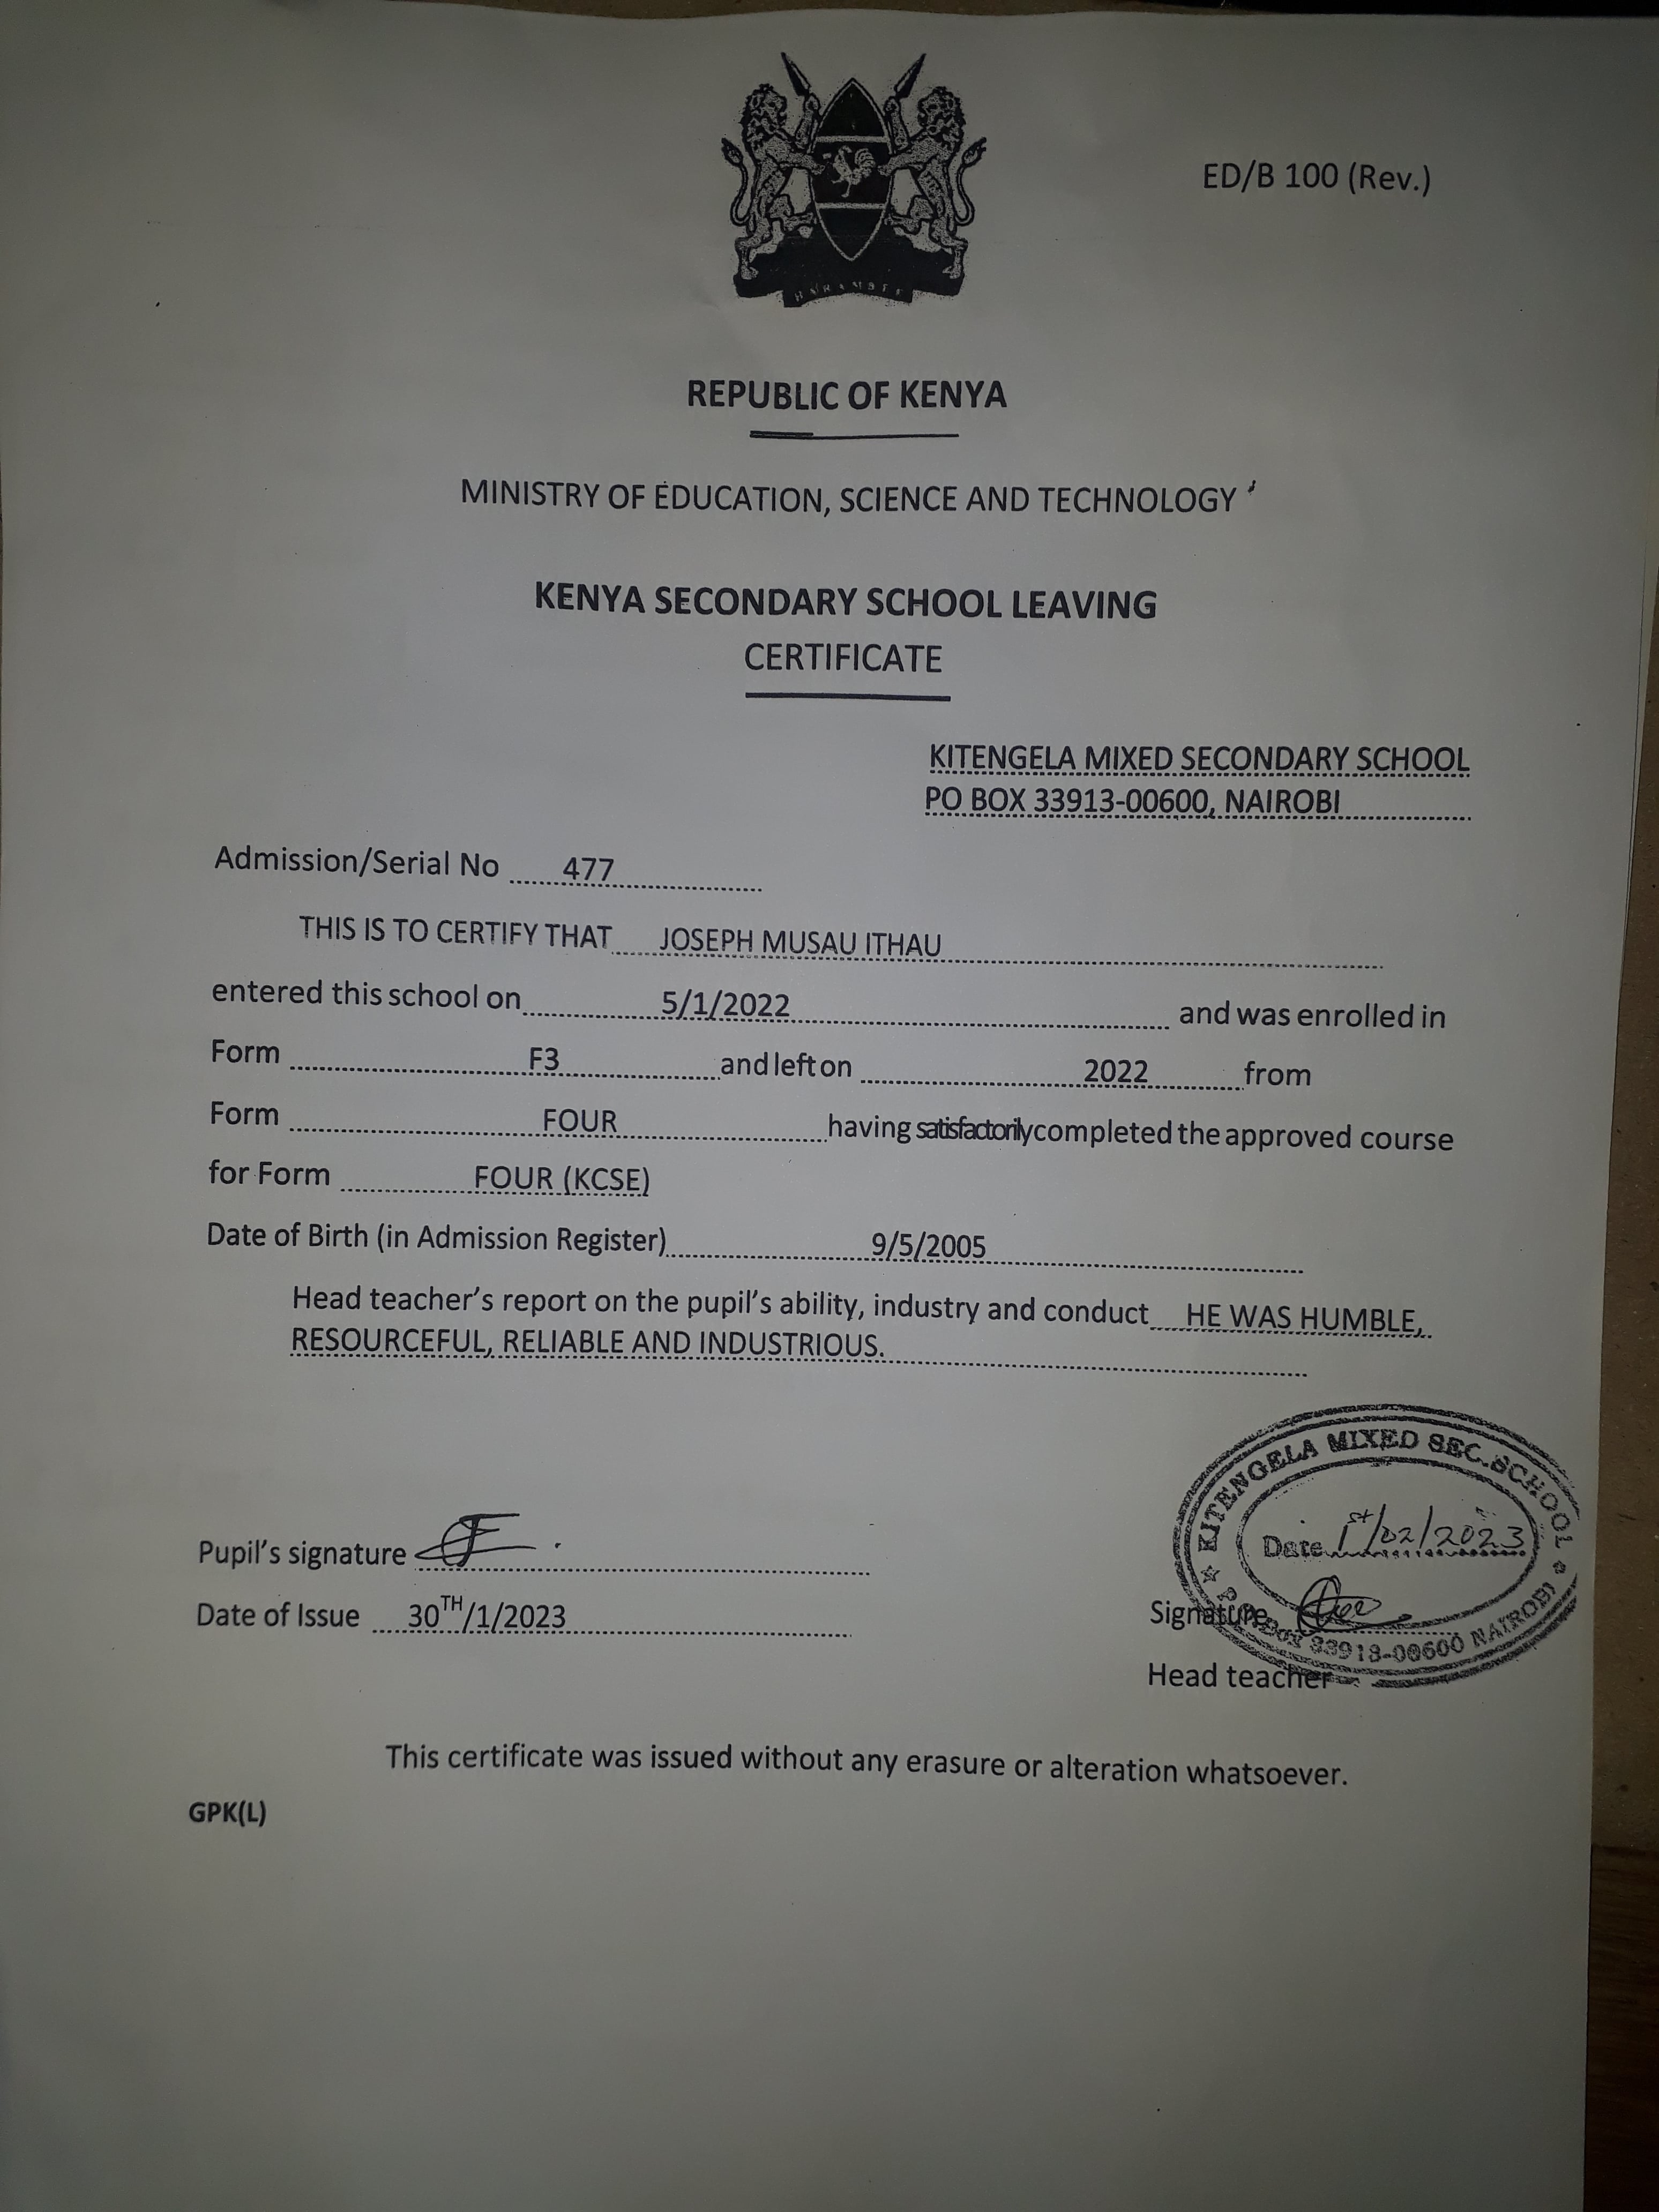 HARAMBEE
ED/B 100 (Rev.)
REPUBLIC OF KENYA
MINISTRY OF EDUCATION, SCIENCE AND TECHNOLOGY
KENYA SECONDARY SCHOOL LEAVING
CERTIFICATE
KITENGELA MIXED SECONDARY SCHOOL
PO BOX 33913-00600, NAIROBI
Admission/Serial No 477
THIS IS TO CERTIFY THAT JOSEPH MUSAU ITHAU
entered this school on 5/1/2022 and was enrolled in
Form F3 and left on 2022 from
Form FOUR having satisfactorily completed the approved course
for Form FOUR (KCSE)
Date of Birth (in Admission Register) 9/5/2005
Head teacher's report on the pupil's ability, industry and conduct HE WAS HUMBLE,
RESOURCEFUL, RELIABLE AND INDUSTRIOUS.
KITENGELA MIXED SEC. SCHOOL
Date 1st/02/2023
P.O. Box 33913-00600 NAIROBI
Pupil's signature
Date of Issue 30TH/1/2023
Signature
Head teacher
This certificate was issued without any erasure or alteration whatsoever.
GPK(L)